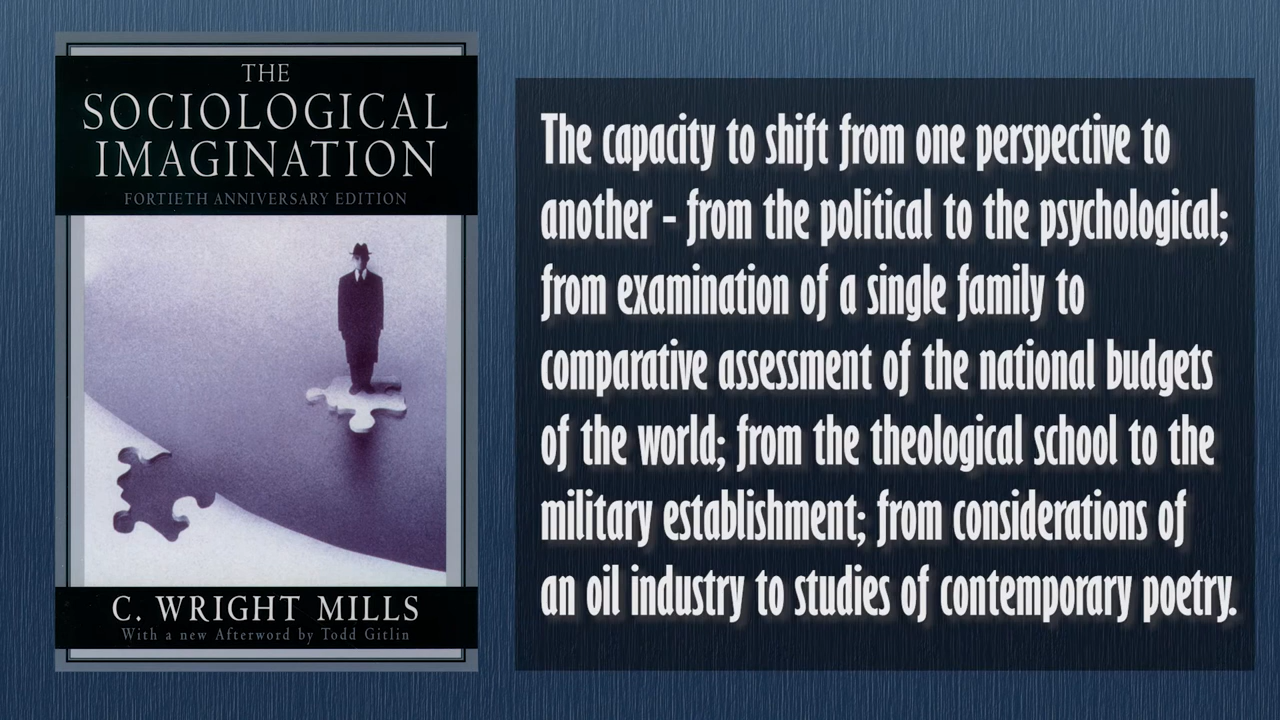 THE
SOCIOLOGICAL
IMAGINATION
FORTIETH ANNIVERSARY EDITION
C. WRIGHT MILLS
With a new Afterword by Todd Gitlin
The capacity to shift from one perspective to
another - from the political to the psychological;
from examination of a single family to
comparative assessment of the national budgets
of the world; from the theological school to the
military establishment; from considerations of
an oil industry to studies of contemporary poetry.